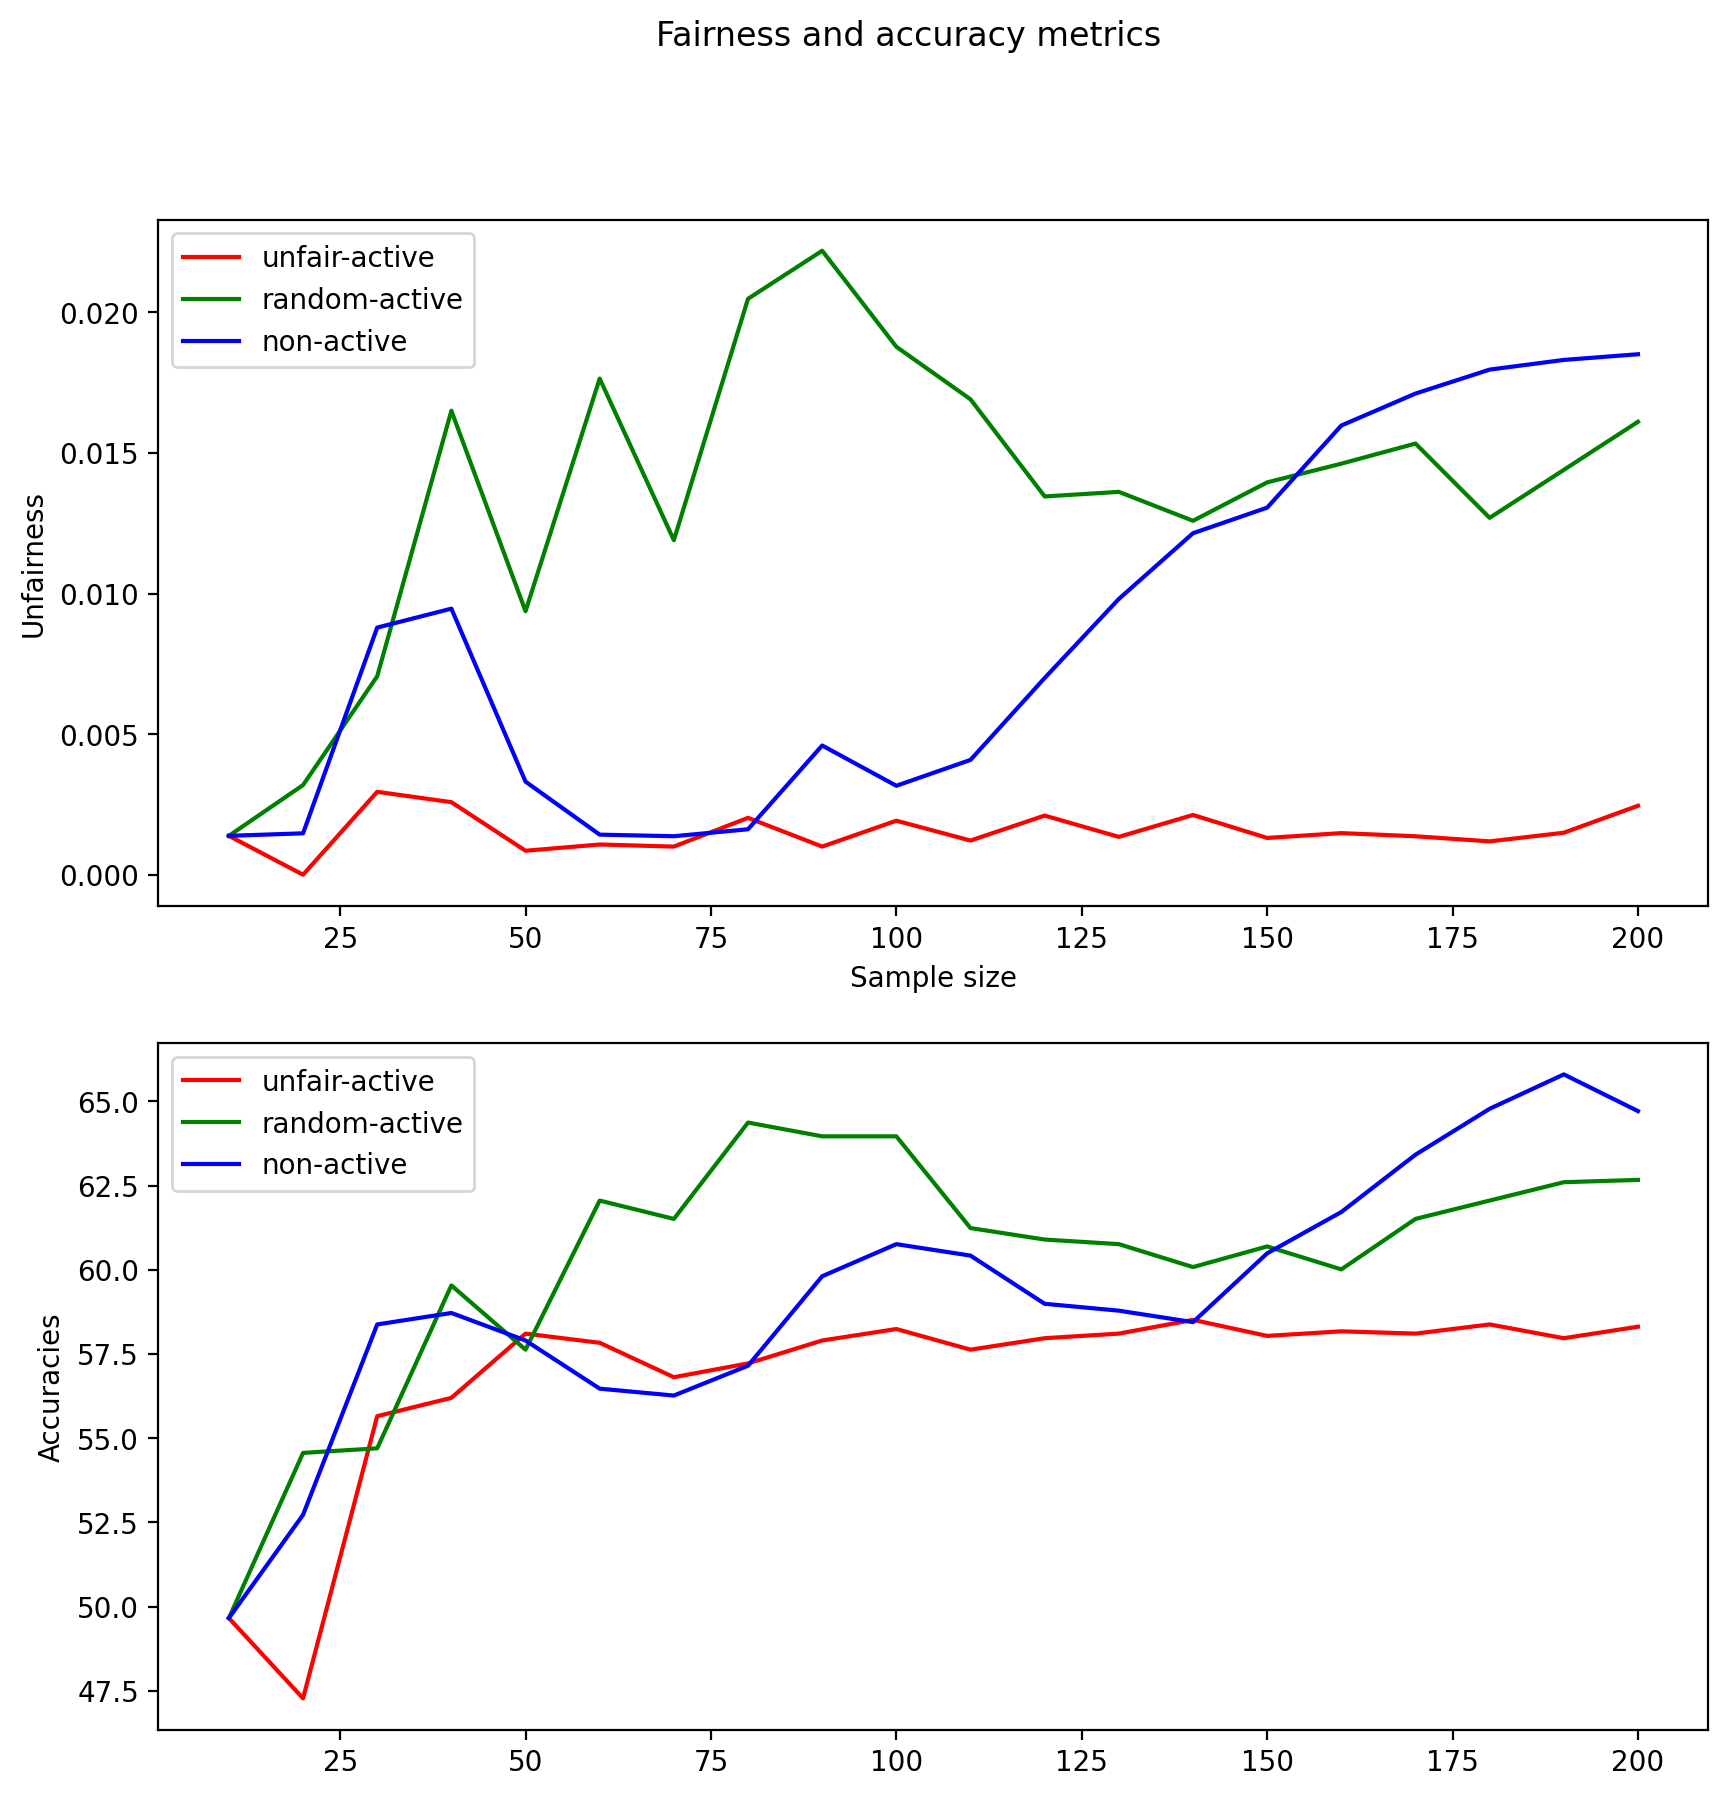 Fairness and accuracy metrics
unfair-active
random-active
non-active
0.020
0.015
0.010
0.005
0.000
Unfairness
25 50 75 100 125 150 175 200
Sample size
unfair-active
random-active
non-active
65.0
62.5
60.0
57.5
55.0
52.5
50.0
47.5
Accuracies
25 50 75 100 125 150 175 200